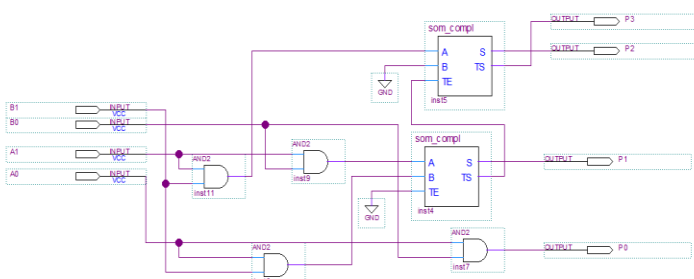 OUTPUT P3
som_compl
A S
OUTPUT P2
B TS
TE
GND
inst5
B1 INPUT
VCC
B0 INPUT
VCC
som_compl
AND2
A1 INPUT
VCC
AND2
A S
OUTPUT P1
B TS
A0 INPUT
VCC
inst9
TE
inst11
GND
inst4
AND2
AND2
OUTPUT P0
inst7